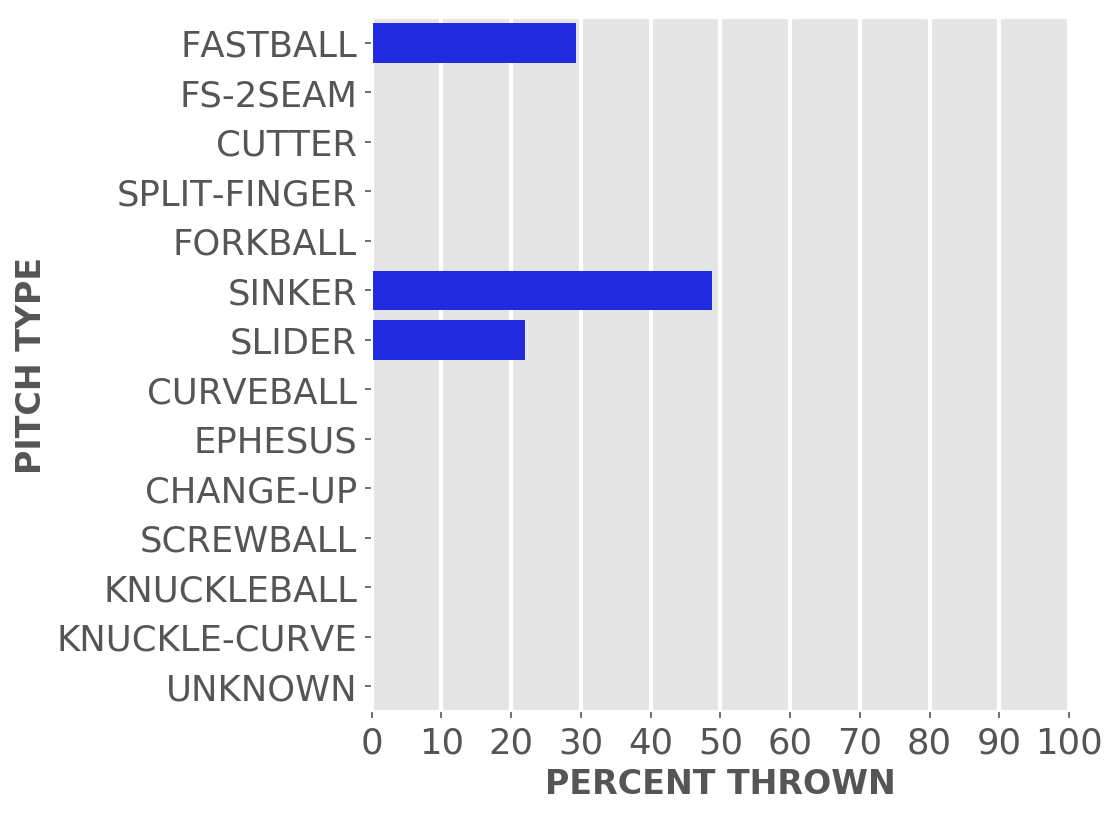 FASTBALL
FS-2SEAM
CUTTER
SPLIT-FINGER
FORKBALL
SINKER
SLIDER
CURVEBALL
EPHESUS
CHANGE-UP
SCREWBALL
KNUCKLEBALL
KNUCKLE-CURVE
UNKNOWN
PITCH TYPE
0 10 20 30 40 50 60 70 80 90 100
PERCENT THROWN